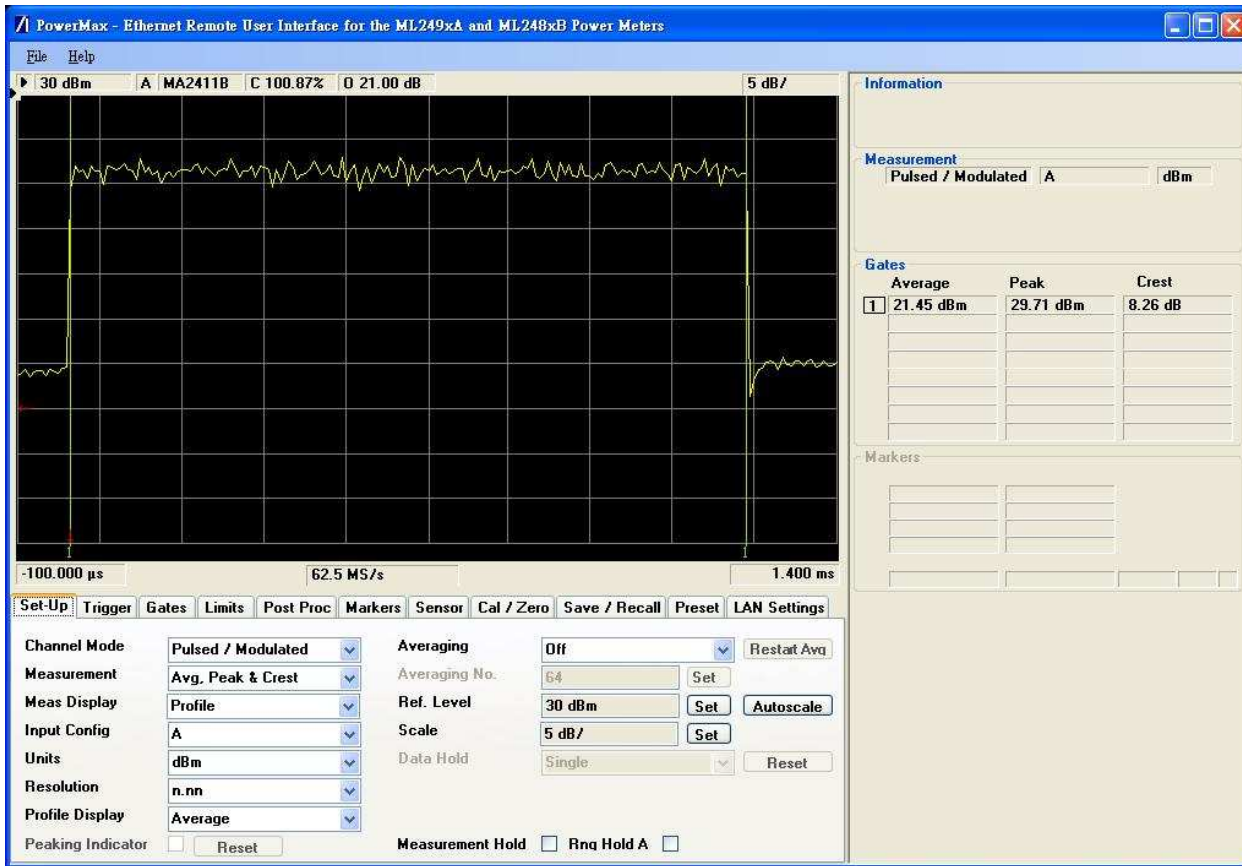 PowerMax - Ethernet Remote User Interface for the ML249xA and ML248xB Power Meters
File Help
30 dBm A MA2411B C 100.87% O 21.00 dB 5 dB/
1 1
-100.000 µs 62.5 MS/s 1.400 ms
Information
Measurement
Pulsed / Modulated A dBm
Gates
Average Peak Crest
1 21.45 dBm 29.71 dBm 8.26 dB
Markers
Set-Up Trigger Gates Limits Post Proc Markers Sensor Cal / Zero Save / Recall Preset LAN Settings
Channel Mode Pulsed / Modulated Averaging Off Restart Avg
Measurement Avg, Peak & Crest Averaging No. 64 Set
Meas Display Profile Ref. Level 30 dBm Set Autoscale
Input Config A Scale 5 dB/ Set
Units dBm Data Hold Single Reset
Resolution n.nn
Profile Display Average
Peaking Indicator Reset Measurement Hold Rng Hold A